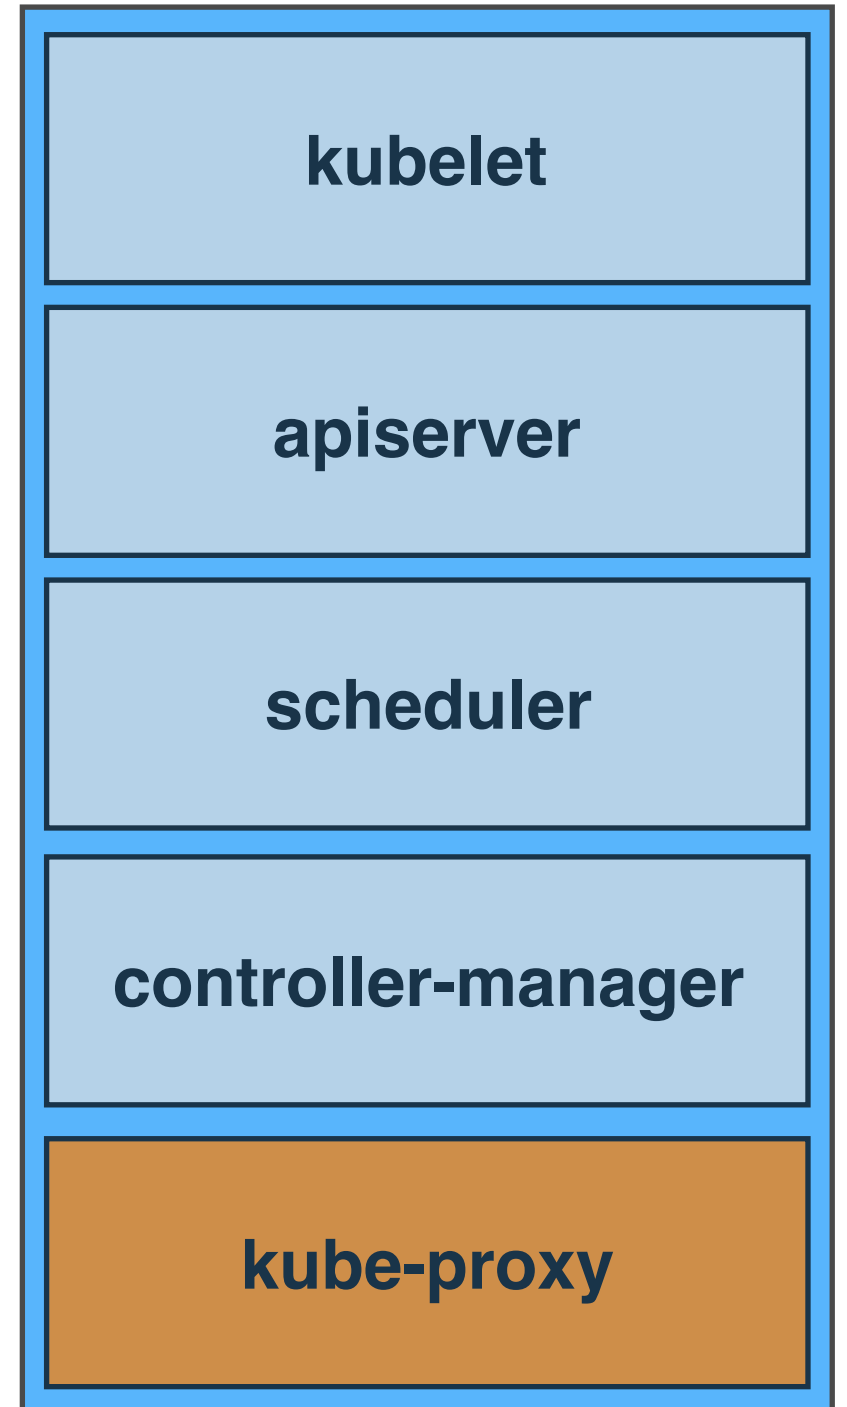 kubelet
apiserver
scheduler
controller-manager
kube-proxy